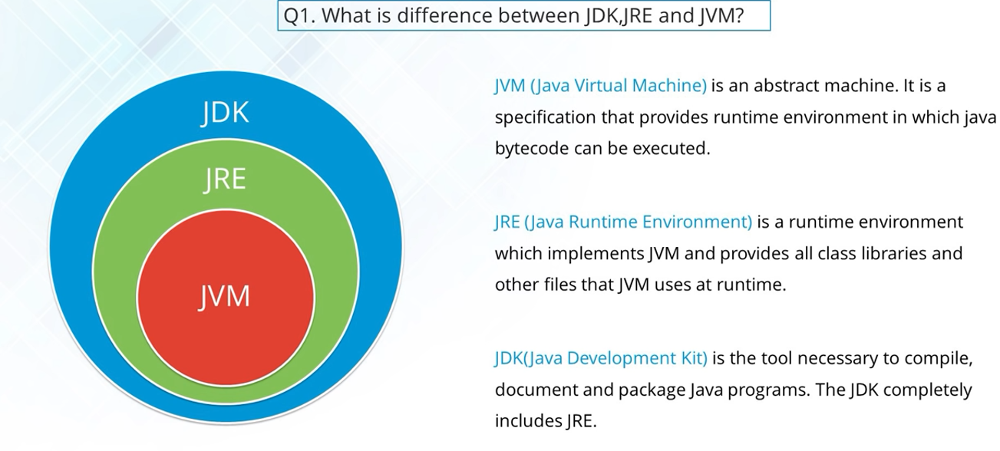 Q1. What is difference between JDK,JRE and JVM?
JDK
JRE
JVM
JVM (Java Virtual Machine) is an abstract machine. It is a
specification that provides runtime environment in which java
bytecode can be executed.
JRE (Java Runtime Environment) is a runtime environment
which implements JVM and provides all class libraries and
other files that JVM uses at runtime.
JDK(Java Development Kit) is the tool necessary to compile,
document and package Java programs. The JDK completely
includes JRE.